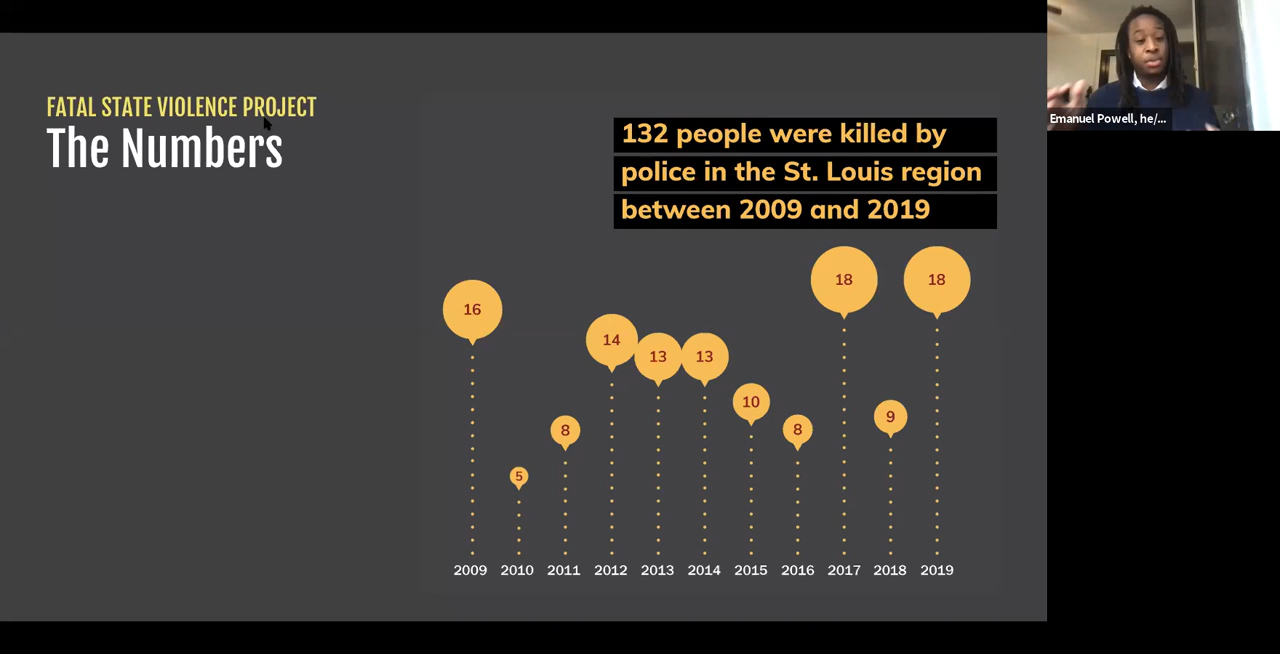 FATAL STATE VIOLENCE PROJECT
The Numbers
132 people were killed by
police in the St. Louis region
between 2009 and 2019
16
5
8
14
13
13
10
8
18
9
18
2009 2010 2011 2012 2013 2014 2015 2016 2017 2018 2019
Emanuel Powell, he/...